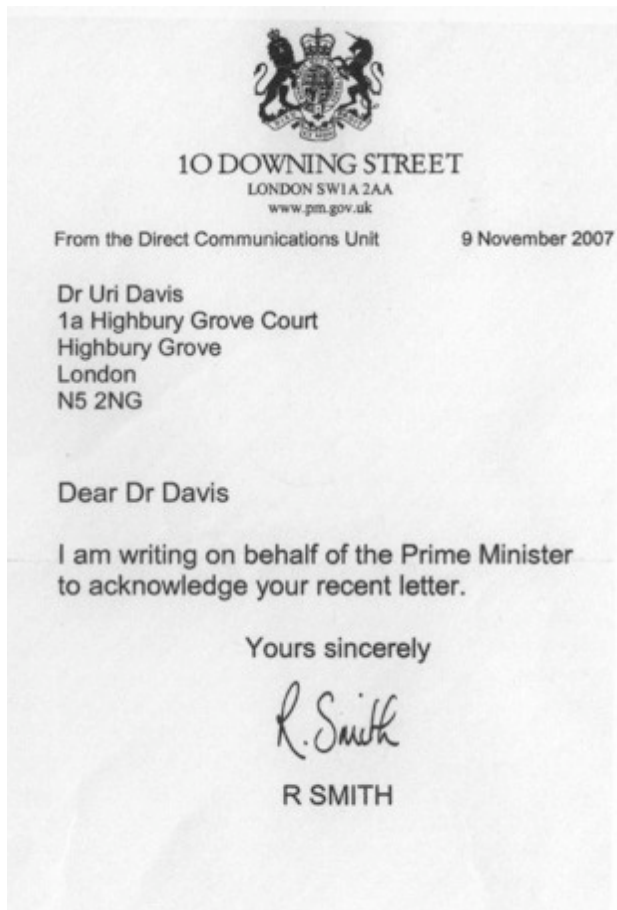 10 DOWNING STREET
LONDON SW1A 2AA
www.pm.gov.uk
From the Direct Communications Unit 9 November 2007
Dr Uri Davis
1a Highbury Grove Court
Highbury Grove
London
N5 2NG
Dear Dr Davis
I am writing on behalf of the Prime Minister
to acknowledge your recent letter.
Yours sincerely
R. Smith
R SMITH